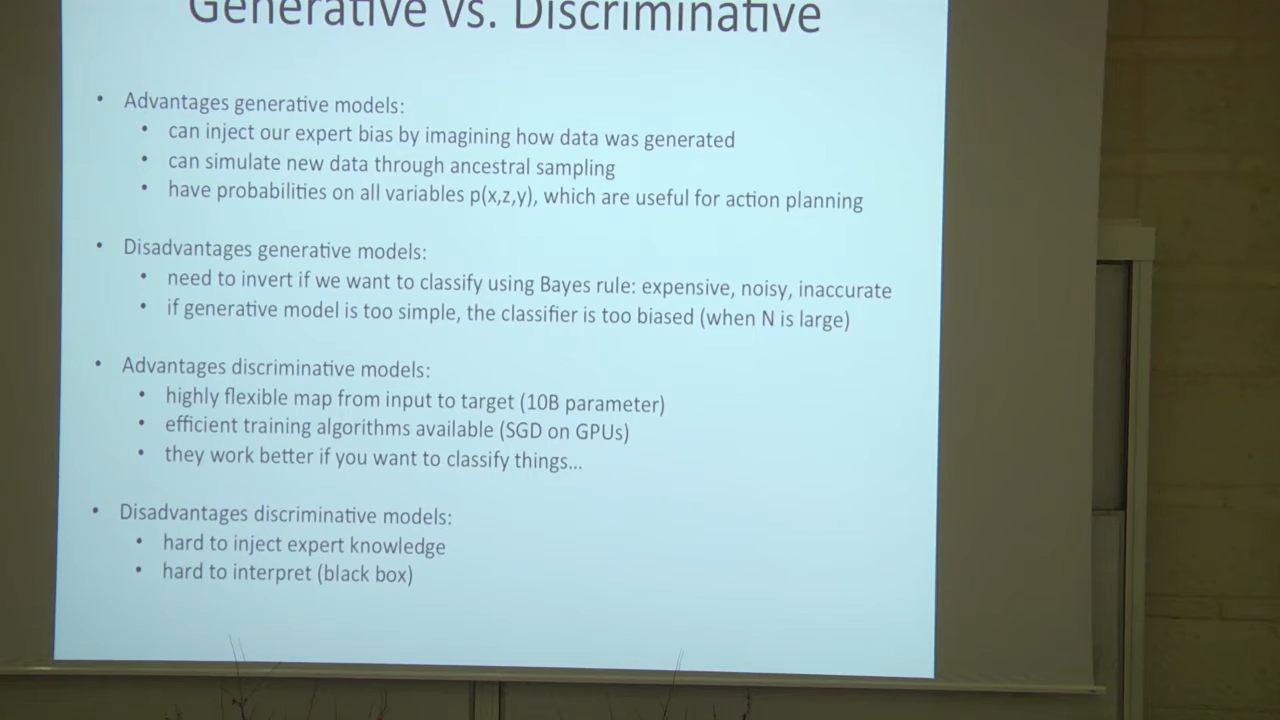 Generative vs. Discriminative
• Advantages generative models:
• can inject our expert bias by imagining how data was generated
• can simulate new data through ancestral sampling
• have probabilities on all variables p(x,z,y), which are useful for action planning
• Disadvantages generative models:
• need to invert if we want to classify using Bayes rule: expensive, noisy, inaccurate
• if generative model is too simple, the classifier is too biased (when N is large)
• Advantages discriminative models:
• highly flexible map from input to target (10B parameter)
• efficient training algorithms available (SGD on GPUs)
• they work better if you want to classify things...
• Disadvantages discriminative models:
• hard to inject expert knowledge
• hard to interpret (black box)